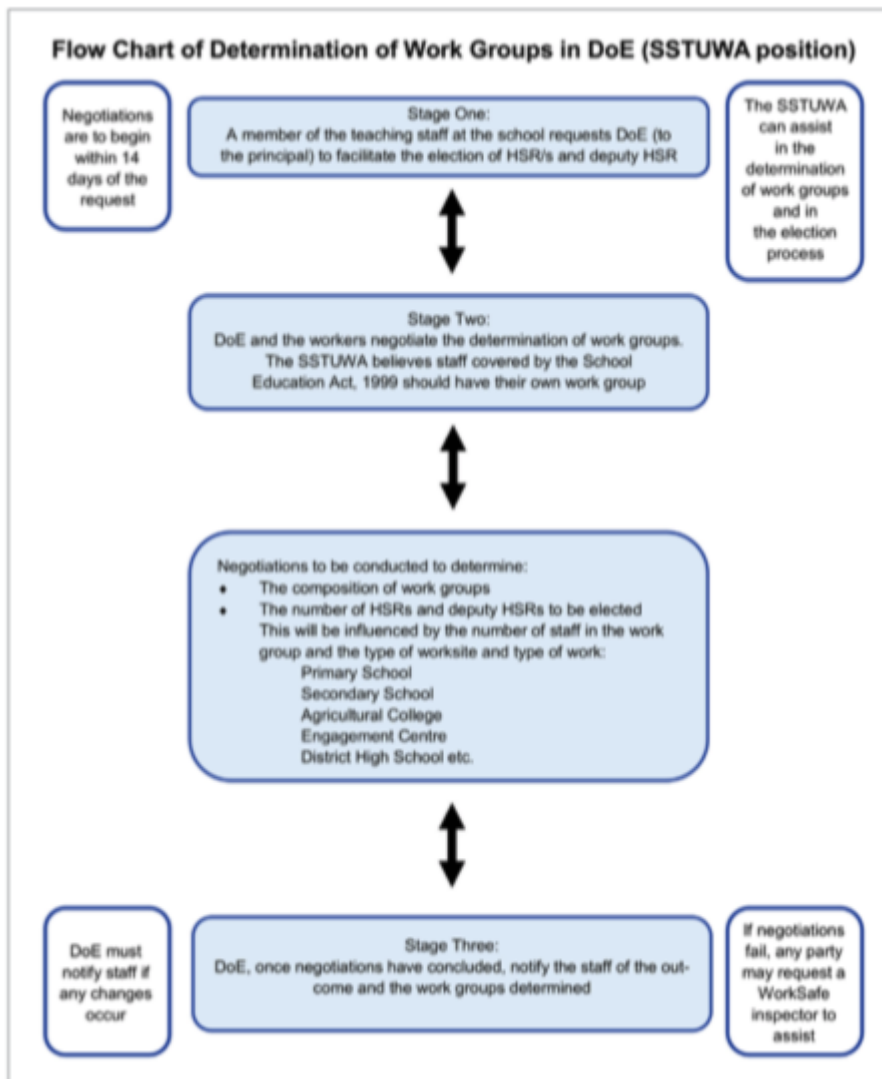 Flow Chart of Determination of Work Groups in DoE (SSTUWA position)
Negotiations
are to begin
within 14
days of the
request
Stage One:
A member of the teaching staff at the school requests DoE (to
the principal) to facilitate the election of HSR/s and deputy HSR
The SSTUWA
can assist
in the
determination
of work groups
and in
the election
process
Stage Two:
DoE and the workers negotiate the determination of work groups.
The SSTUWA believes staff covered by the School
Education Act, 1999 should have their own work group
Negotiations to be conducted to determine:
♦ The composition of work groups
♦ The number of HSRs and deputy HSRs to be elected
This will be influenced by the number of staff in the work
group and the type of worksite and type of work:
Primary School
Secondary School
Agricultural College
Engagement Centre
District High School etc.
DoE must
notify staff if
any changes
occur
Stage Three:
DoE, once negotiations have concluded, notify the staff of the out-
come and the work groups determined
If negotiations
fail, any party
may request a
WorkSafe
inspector to
assist